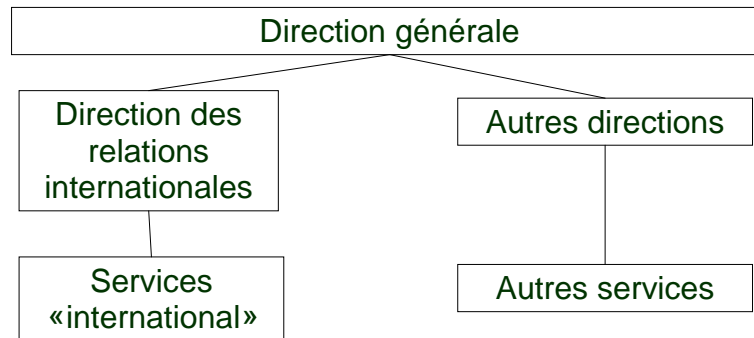 Direction générale
Direction des
relations
internationales
Autres directions
Services
«international»
Autres services